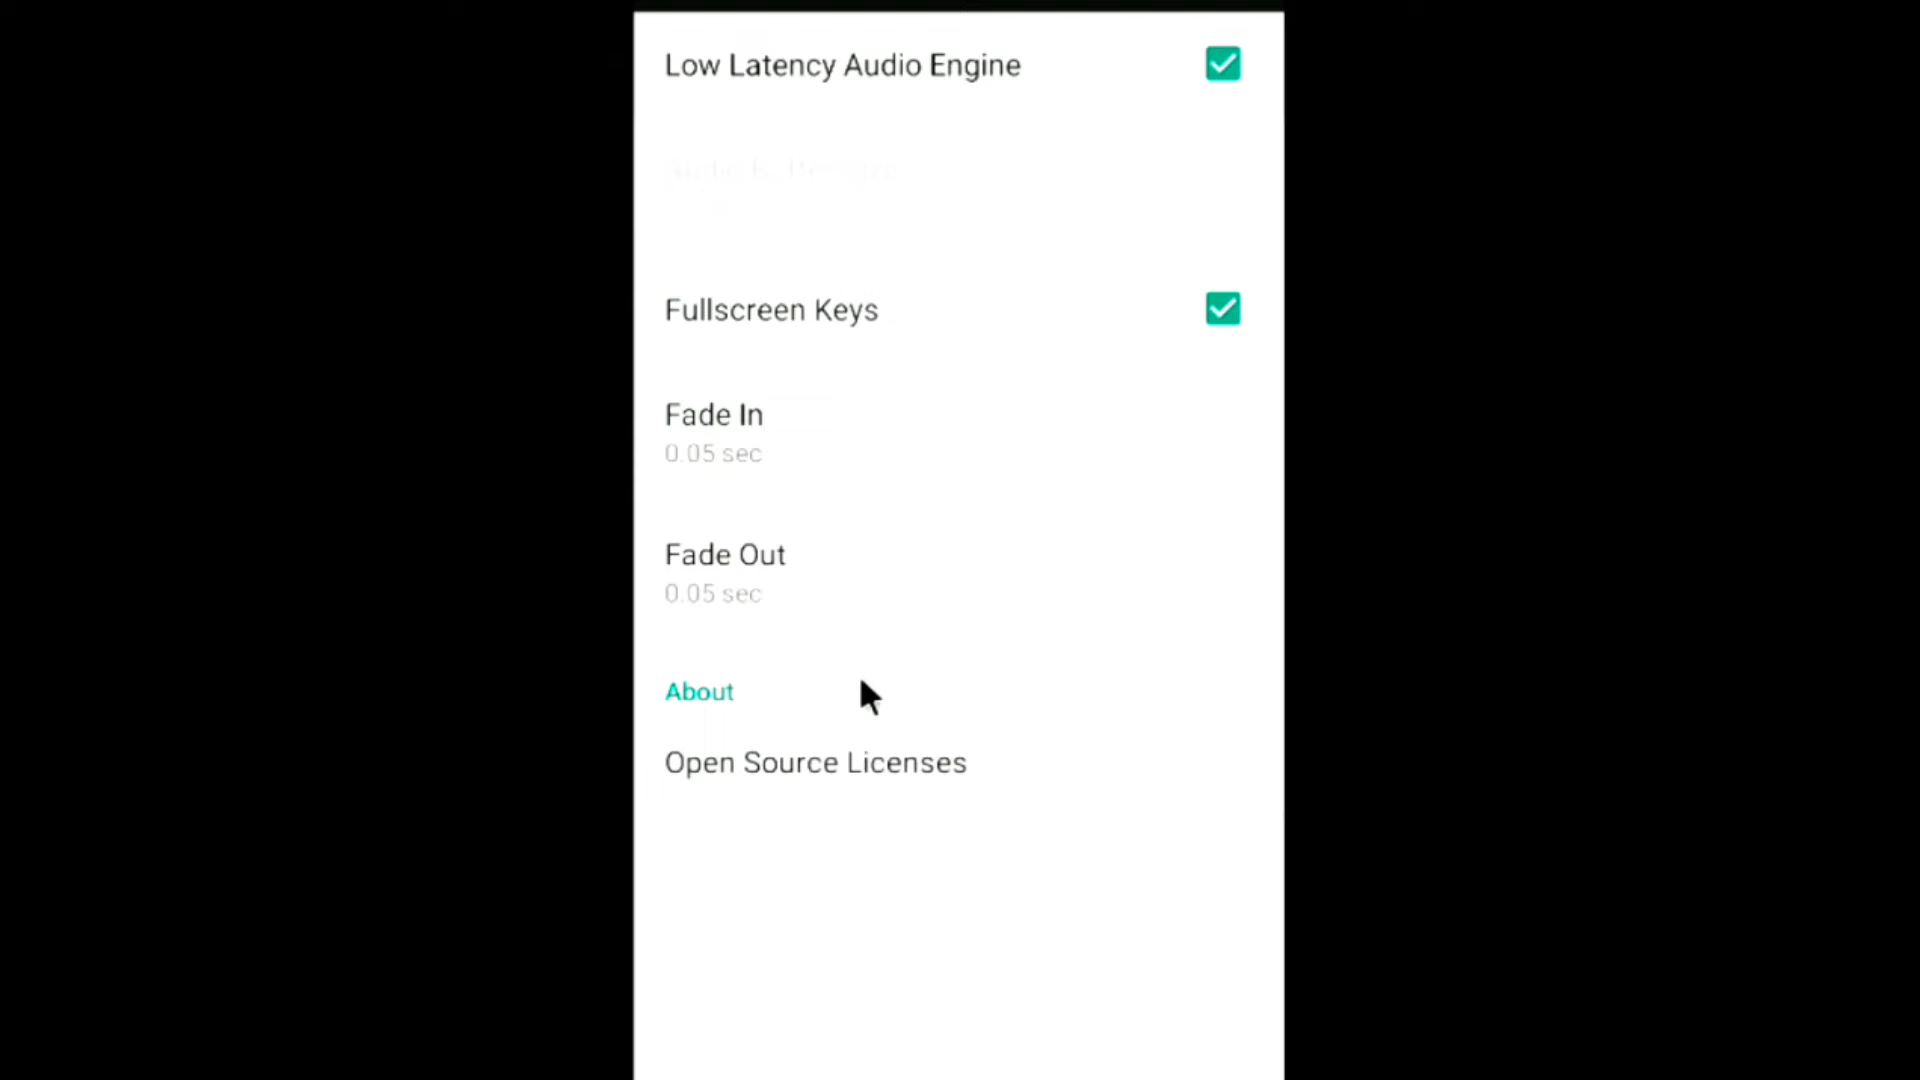 Low Latency Audio Engine
Fullscreen Keys
Fade In
0.05 sec
Fade Out
0.05 sec
About
Open Source Licenses